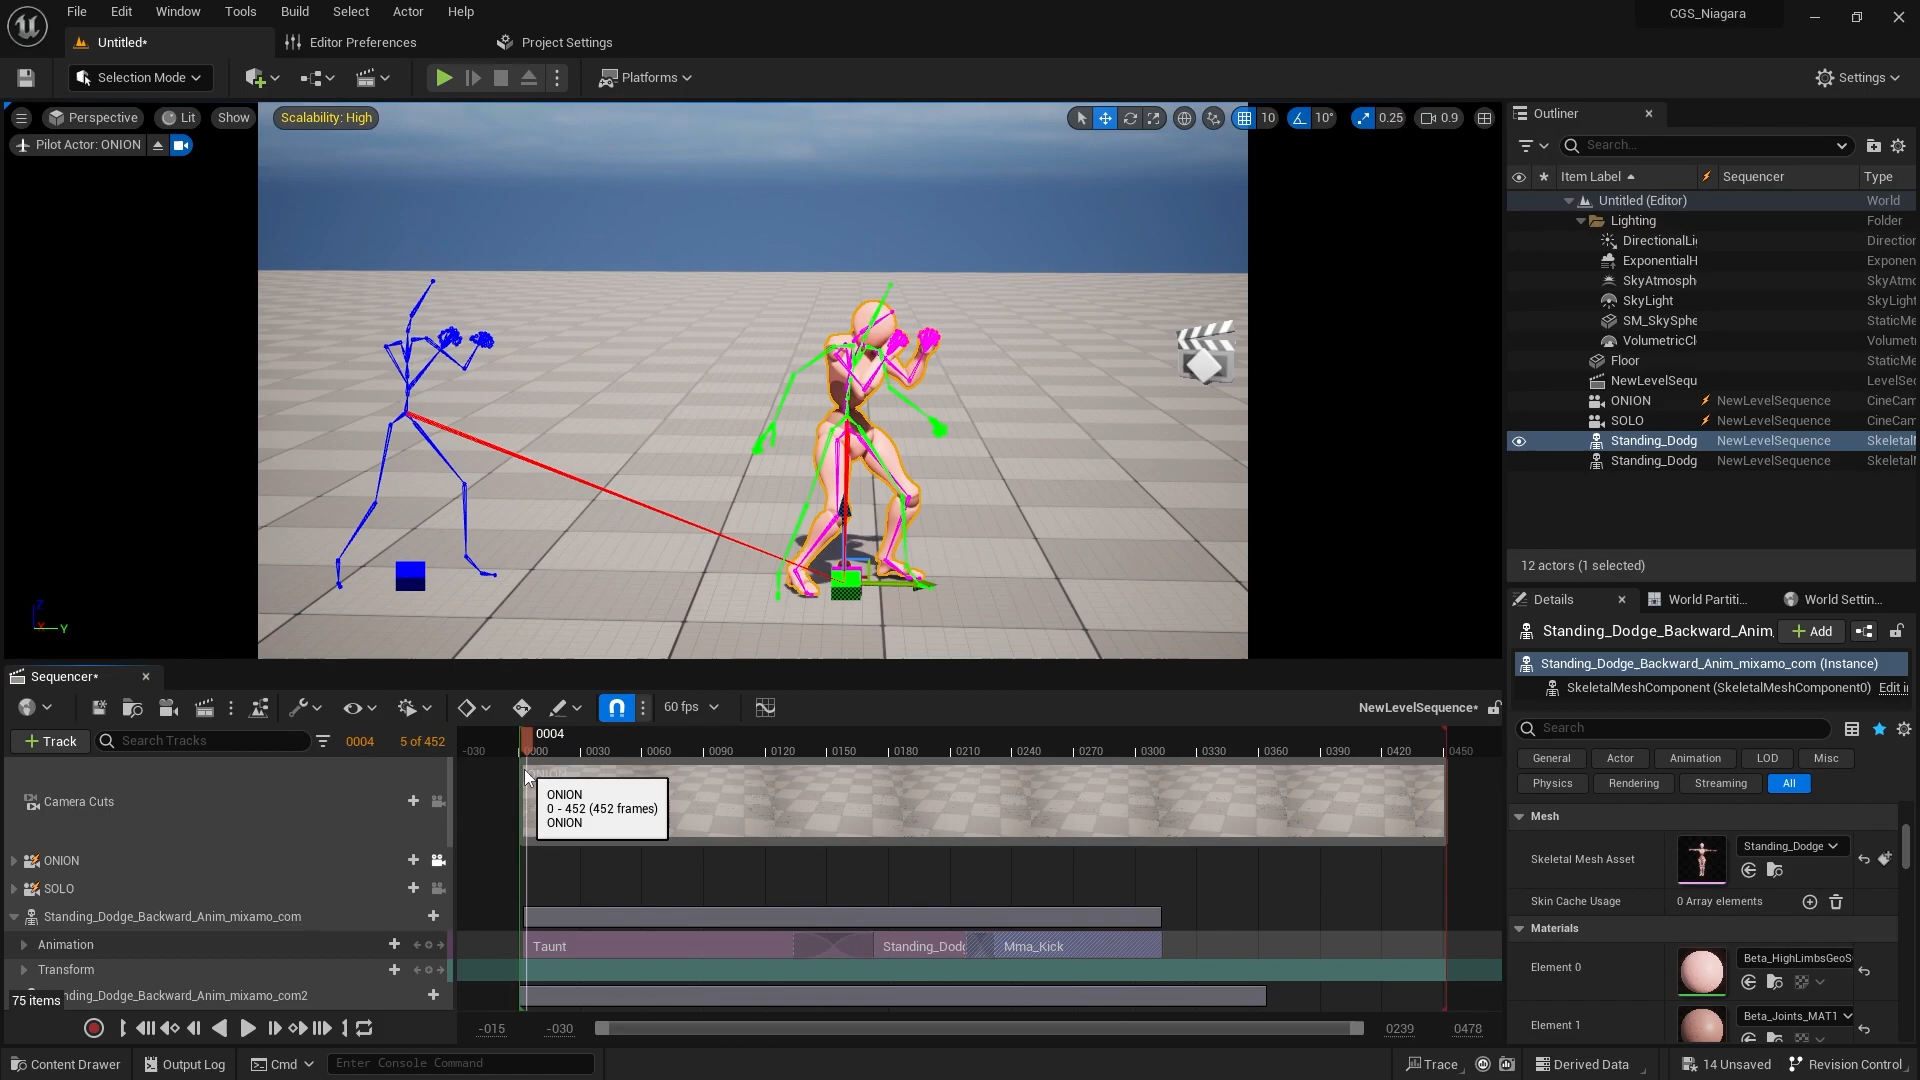 File Edit Window Tools Build Select Actor Help
CGS_Niagara
Untitled*
Editor Preferences
Project Settings
Selection Mode
Platforms
Settings
Perspective
Lit
Show
Scalability: High
10
10°
0.25
0.9
Pilot Actor: ONION
Z
X
Y
Outliner
Search...
Item Label
Sequencer
Type
Untitled (Editor) World
Lighting Folder
DirectionalLi Direction
ExponentialH Exponen
SkyAtmosph SkyAtmo
SkyLight SkyLight
SM_SkySphe StaticMe
VolumetricCl Volumetr
Floor StaticMe
NewLevelSequ LevelSec
ONION NewLevelSequence CineCam
SOLO NewLevelSequence CineCam
Standing_Dodg NewLevelSequence Skeletal
Standing_Dodg NewLevelSequence Skeletal
12 actors (1 selected)
Details
World Partiti...
World Settin...
Standing_Dodge_Backward_Anim_
Add
Standing_Dodge_Backward_Anim_mixamo_com (Instance)
SkeletalMeshComponent (SkeletalMeshComponent0) Edit i
Search
General Actor Animation LOD Misc
Physics Rendering Streaming All
Mesh
Skeletal Mesh Asset
Standing_Dodge
Skin Cache Usage
0 Array elements
Materials
Element 0
Beta_HighLimbsGeoS
Element 1
Beta_Joints_MAT1
Sequencer*
60 fps
NewLevelSequence*
Track
Search Tracks
0004
5 of 452
0004
-030 0000 0030 0060 0090 0120 0150 0180 0210 0240 0270 0300 0330 0360 0390 0420 0450
Camera Cuts
ONION
0 - 452 (452 frames)
ONION
ONION
SOLO
Standing_Dodge_Backward_Anim_mixamo_com
Animation
Taunt
Standing_Dodg
Mma_Kick
Transform
nding_Dodge_Backward_Anim_mixamo_com2
75 items
-015
-030
0239
0478
Content Drawer
Output Log
Cmd
Enter Console Command
Trace
Derived Data
14 Unsaved
Revision Control